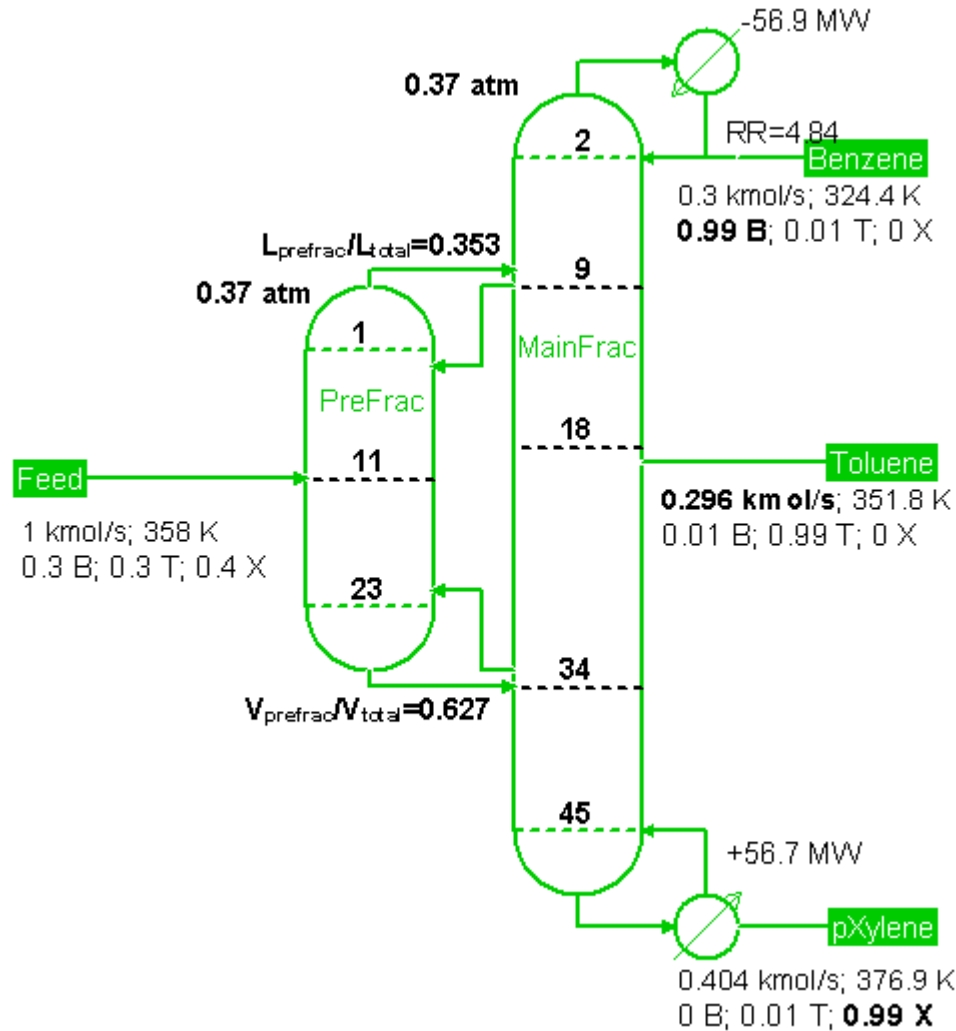 -56.9 MW
0.37 atm
2
RR=4.84
Benzene
0.3 kmol/s; 324.4 K
0.99 B; 0.01 T; 0 X
Lprefrac/Ltotal=0.353
9
0.37 atm
1
MainFrac
PreFrac
18
11
Feed
Toluene
1 kmol/s; 358 K
0.3 B; 0.3 T; 0.4 X
0.296 kmol/s; 351.8 K
0.01 B; 0.99 T; 0 X
23
34
Vprefrac/Vtotal=0.627
45
+56.7 MW
pXylene
0.404 kmol/s; 376.9 K
0 B; 0.01 T; 0.99 X